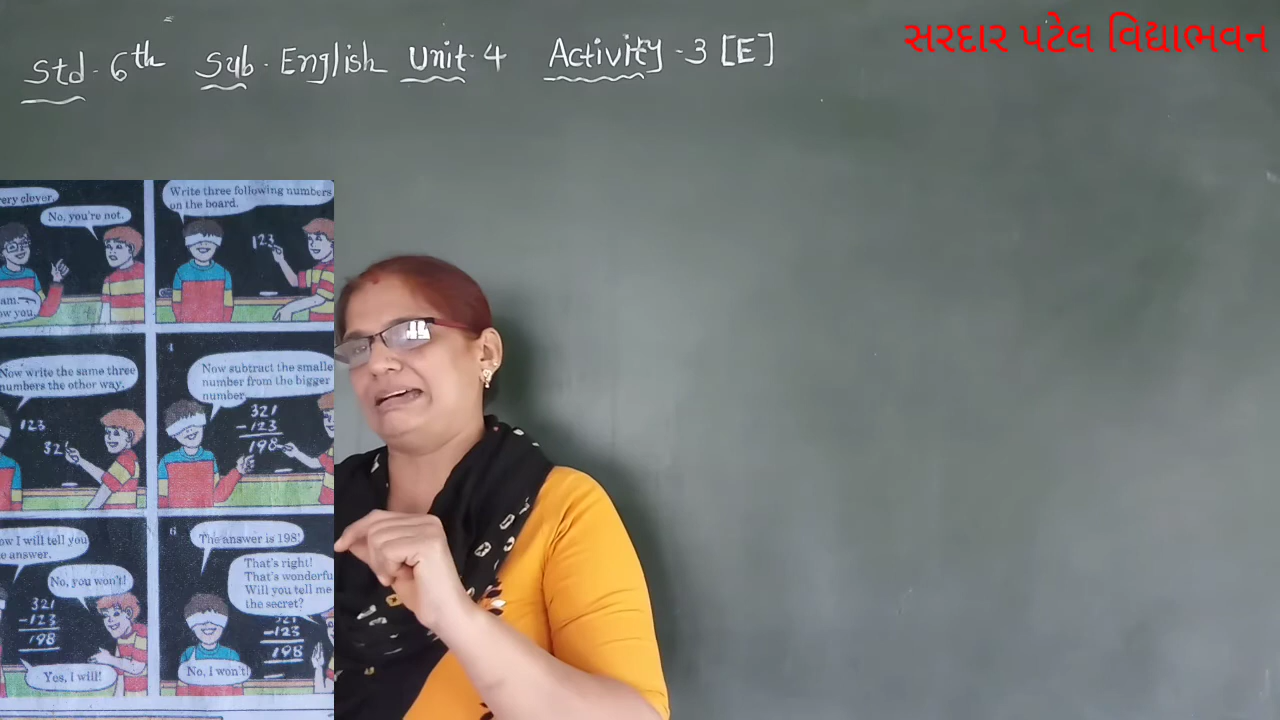 Std - 6th Sub - English Unit - 4 Activity - 3 [E]
સરદાર પટેલ વિદ્યાભવન
ery clever.
No, you're not.
am.
ow you.
Write three following numbers
on the board.
123
Now write the same three
numbers the other way.
123
32
4
Now subtract the smalle
number from the bigger
number.
321
-123
198
ow I will tell you
e answer.
No, you won't!
321
-123
198
Yes, I will!
6
The answer is 198!
That's right!
That's wonderfu
Will you tell me
the secret?
321
-123
198
No, I won't!